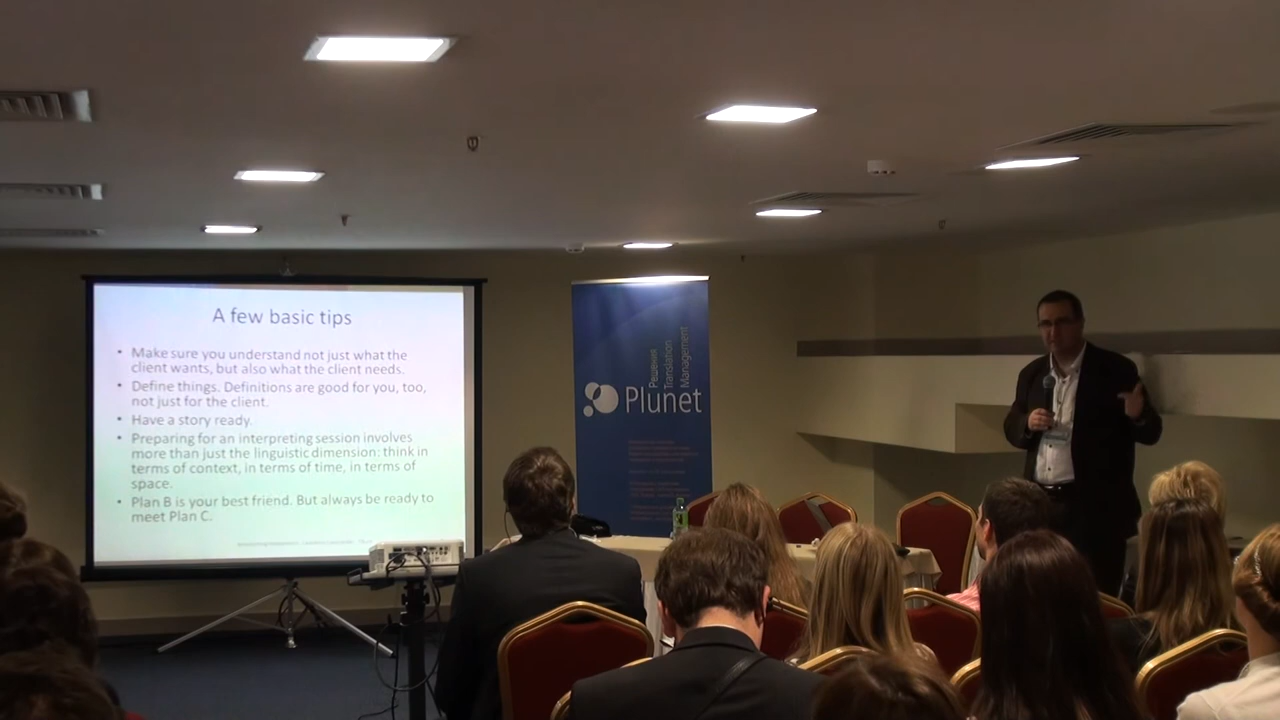 A few basic tips
• Make sure you understand not just what the
client wants, but also what the client needs.
• Define things. Definitions are good for you, too,
not just for the client.
• Have a story ready.
• Preparing for an interpreting session involves
more than just the linguistic dimension: think in
terms of context, in terms of time, in terms of
space.
• Plan B is your best friend. But always be ready to
meet Plan C.
Решения
Translation
Management
Plunet